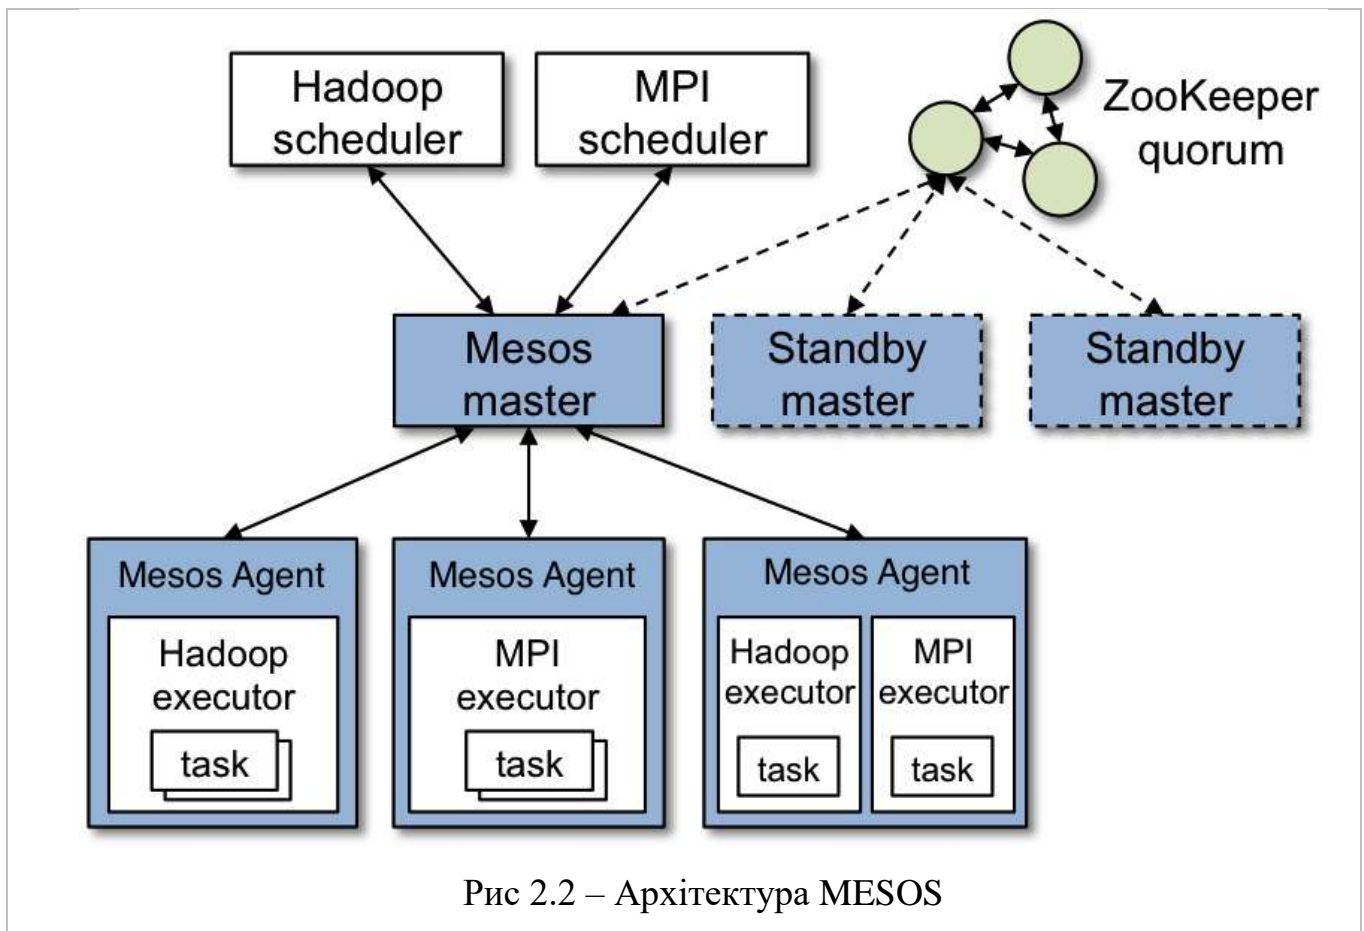 Hadoop
scheduler
MPI
scheduler
ZooKeeper
quorum
Mesos
master
Standby
master
Standby
master
Mesos Agent
Hadoop
executor
task
Mesos Agent
MPI
executor
task
Mesos Agent
Hadoop
executor
task
MPI
executor
task
Рис 2.2 – Архітектура MESOS